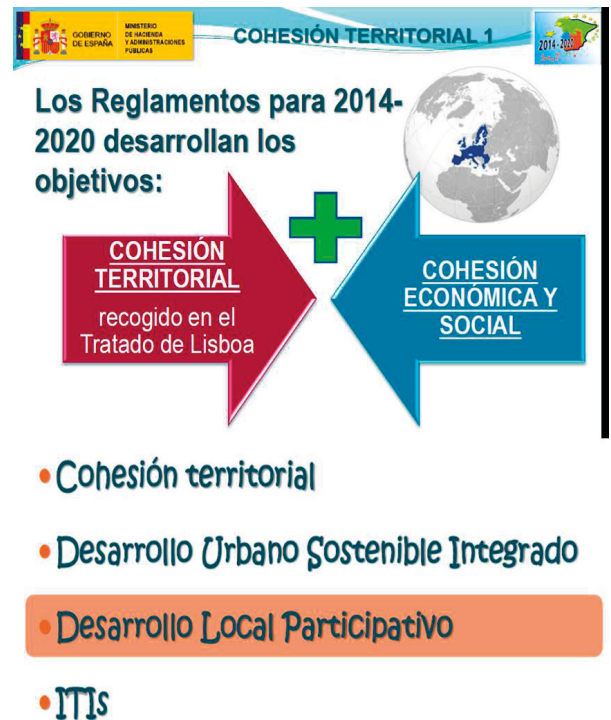 GOBIERNO
DE ESPAÑA
MINISTERIO
DE HACIENDA
Y ADMINISTRACIONES
PÚBLICAS
COHESIÓN TERRITORIAL 1
2014-2020
Los Reglamentos para 2014-
2020 desarrollan los
objetivos:
COHESIÓN
TERRITORIAL
recogido en el
Tratado de Lisboa
COHESIÓN
ECONÓMICA Y
SOCIAL
• Cohesión territorial
• Desarrollo Urbano Sostenible Integrado
• Desarrollo Local Participativo
• ITIs